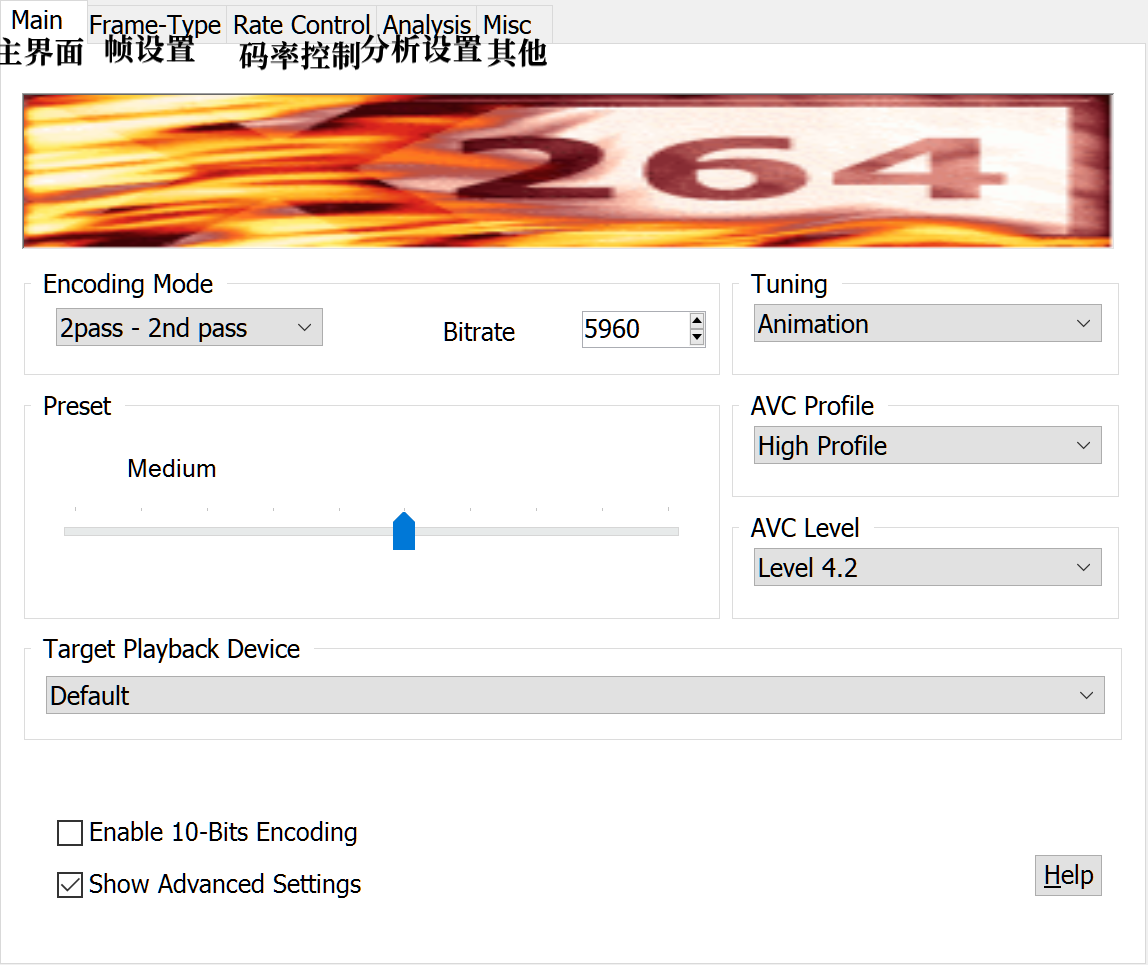 Main Frame-Type Rate Control Analysis Misc
主界面 帧设置 码率控制 分析设置 其他
264
Encoding Mode
2pass - 2nd pass Bitrate 5960
Tuning
Animation
Preset
Medium
AVC Profile
High Profile
AVC Level
Level 4.2
Target Playback Device
Default
Enable 10-Bits Encoding
Show Advanced Settings
Help